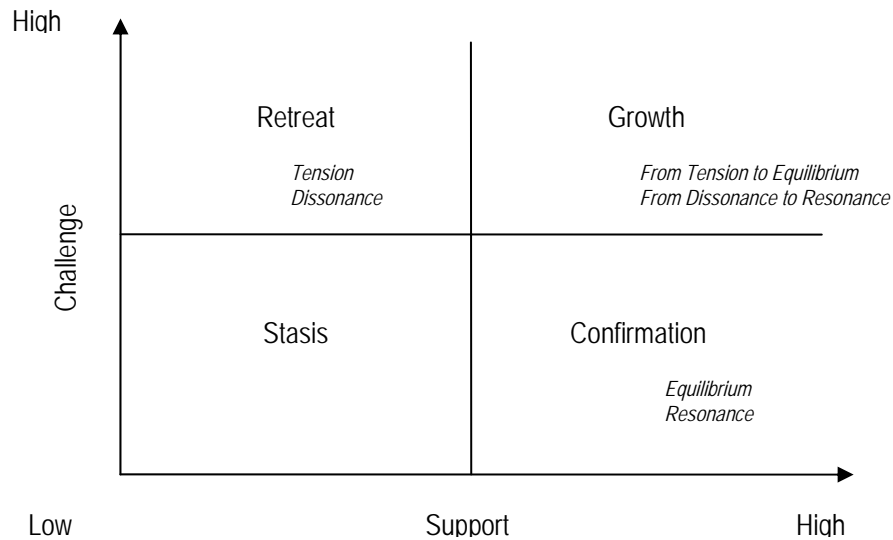 High
Retreat
Growth
Tension
Dissonance
From Tension to Equilibrium
From Dissonance to Resonance
Challenge
Stasis
Confirmation
Equilibrium
Resonance
Low
Support
High